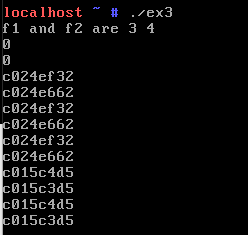 localhost ~ # ./ex3
f1 and f2 are 3 4
0
0
c024ef32
c024e662
c024ef32
c024e662
c024ef32
c024e662
c015c4d5
c015c3d5
c015c4d5
c015c3d5